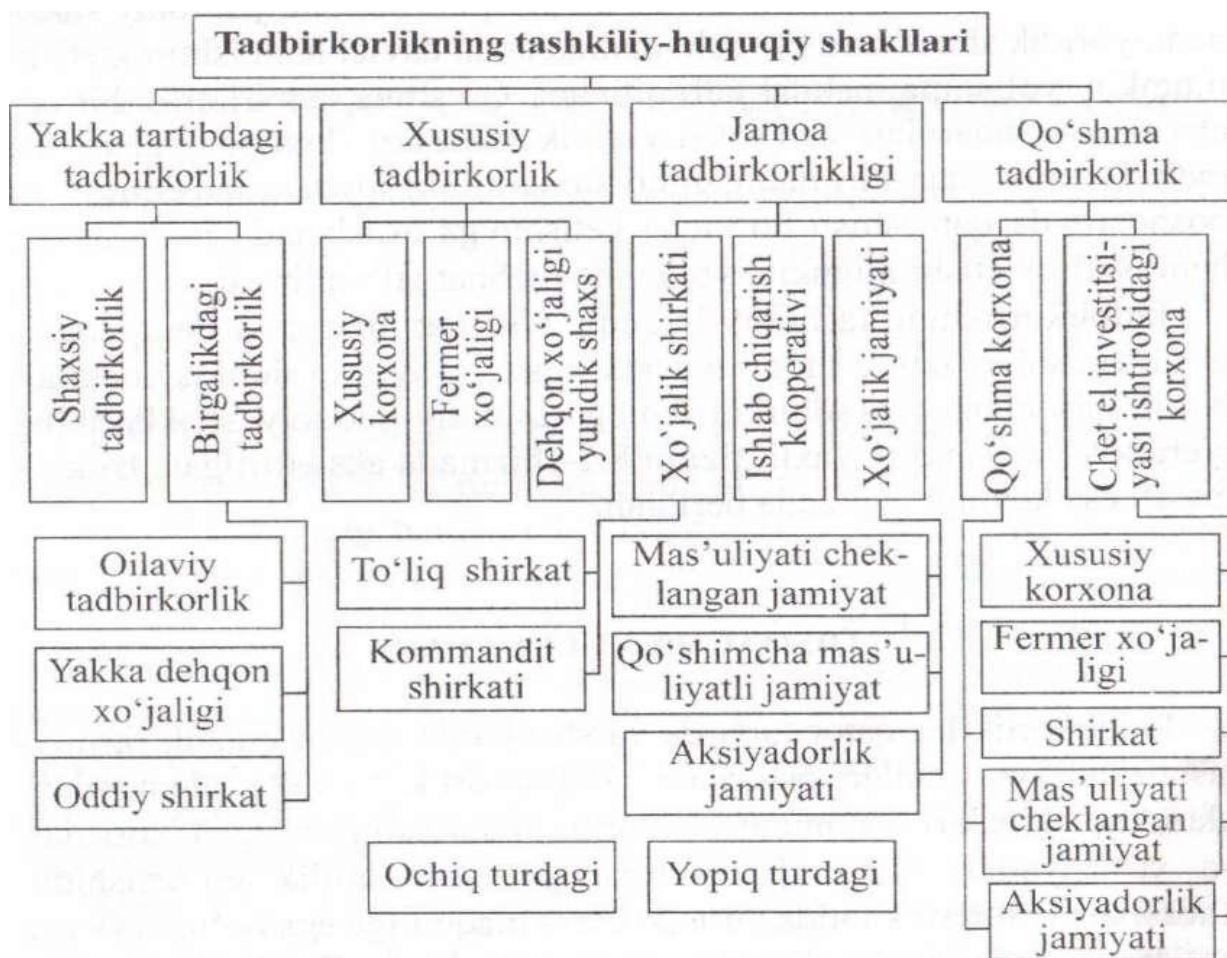 Tadbirkorlikning tashkiliy-huquqiy shakllari
Yakka tartibdagi
tadbirkorlik
Xususiy
tadbirkorlik
Jamoa
tadbirkorlikligi
Qo‘shma
tadbirkorlik
Shaxsiy
tadbirkorlik
Birgalikdagi
tadbirkorlik
Xususiy
korxona
Fermer
xo‘jaligi
Dehqon xo‘jaligi
yuridik shaxs
Xo`jalik shirkati
Ishlab chiqarish
kooperativi
Xo‘jalik jamiyati
Qo‘shma korxona
Chet el investitsi-
yasi ishtirokidagi
korxona
Oilaviy
tadbirkorlik
Yakka dehqon
xo‘jaligi
Oddiy shirkat
To‘liq shirkat
Kommandit
shirkati
Mas’uliyati chek-
langan jamiyat
Qo‘shimcha mas’u-
liyatli jamiyat
Aksiyadorlik
jamiyati
Ochiq turdagi
Yopiq turdagi
Xususiy
korxona
Fermer xo‘ja-
ligi
Shirkat
Mas’uliyati
cheklangan
jamiyat
Aksiyadorlik
jamiyati